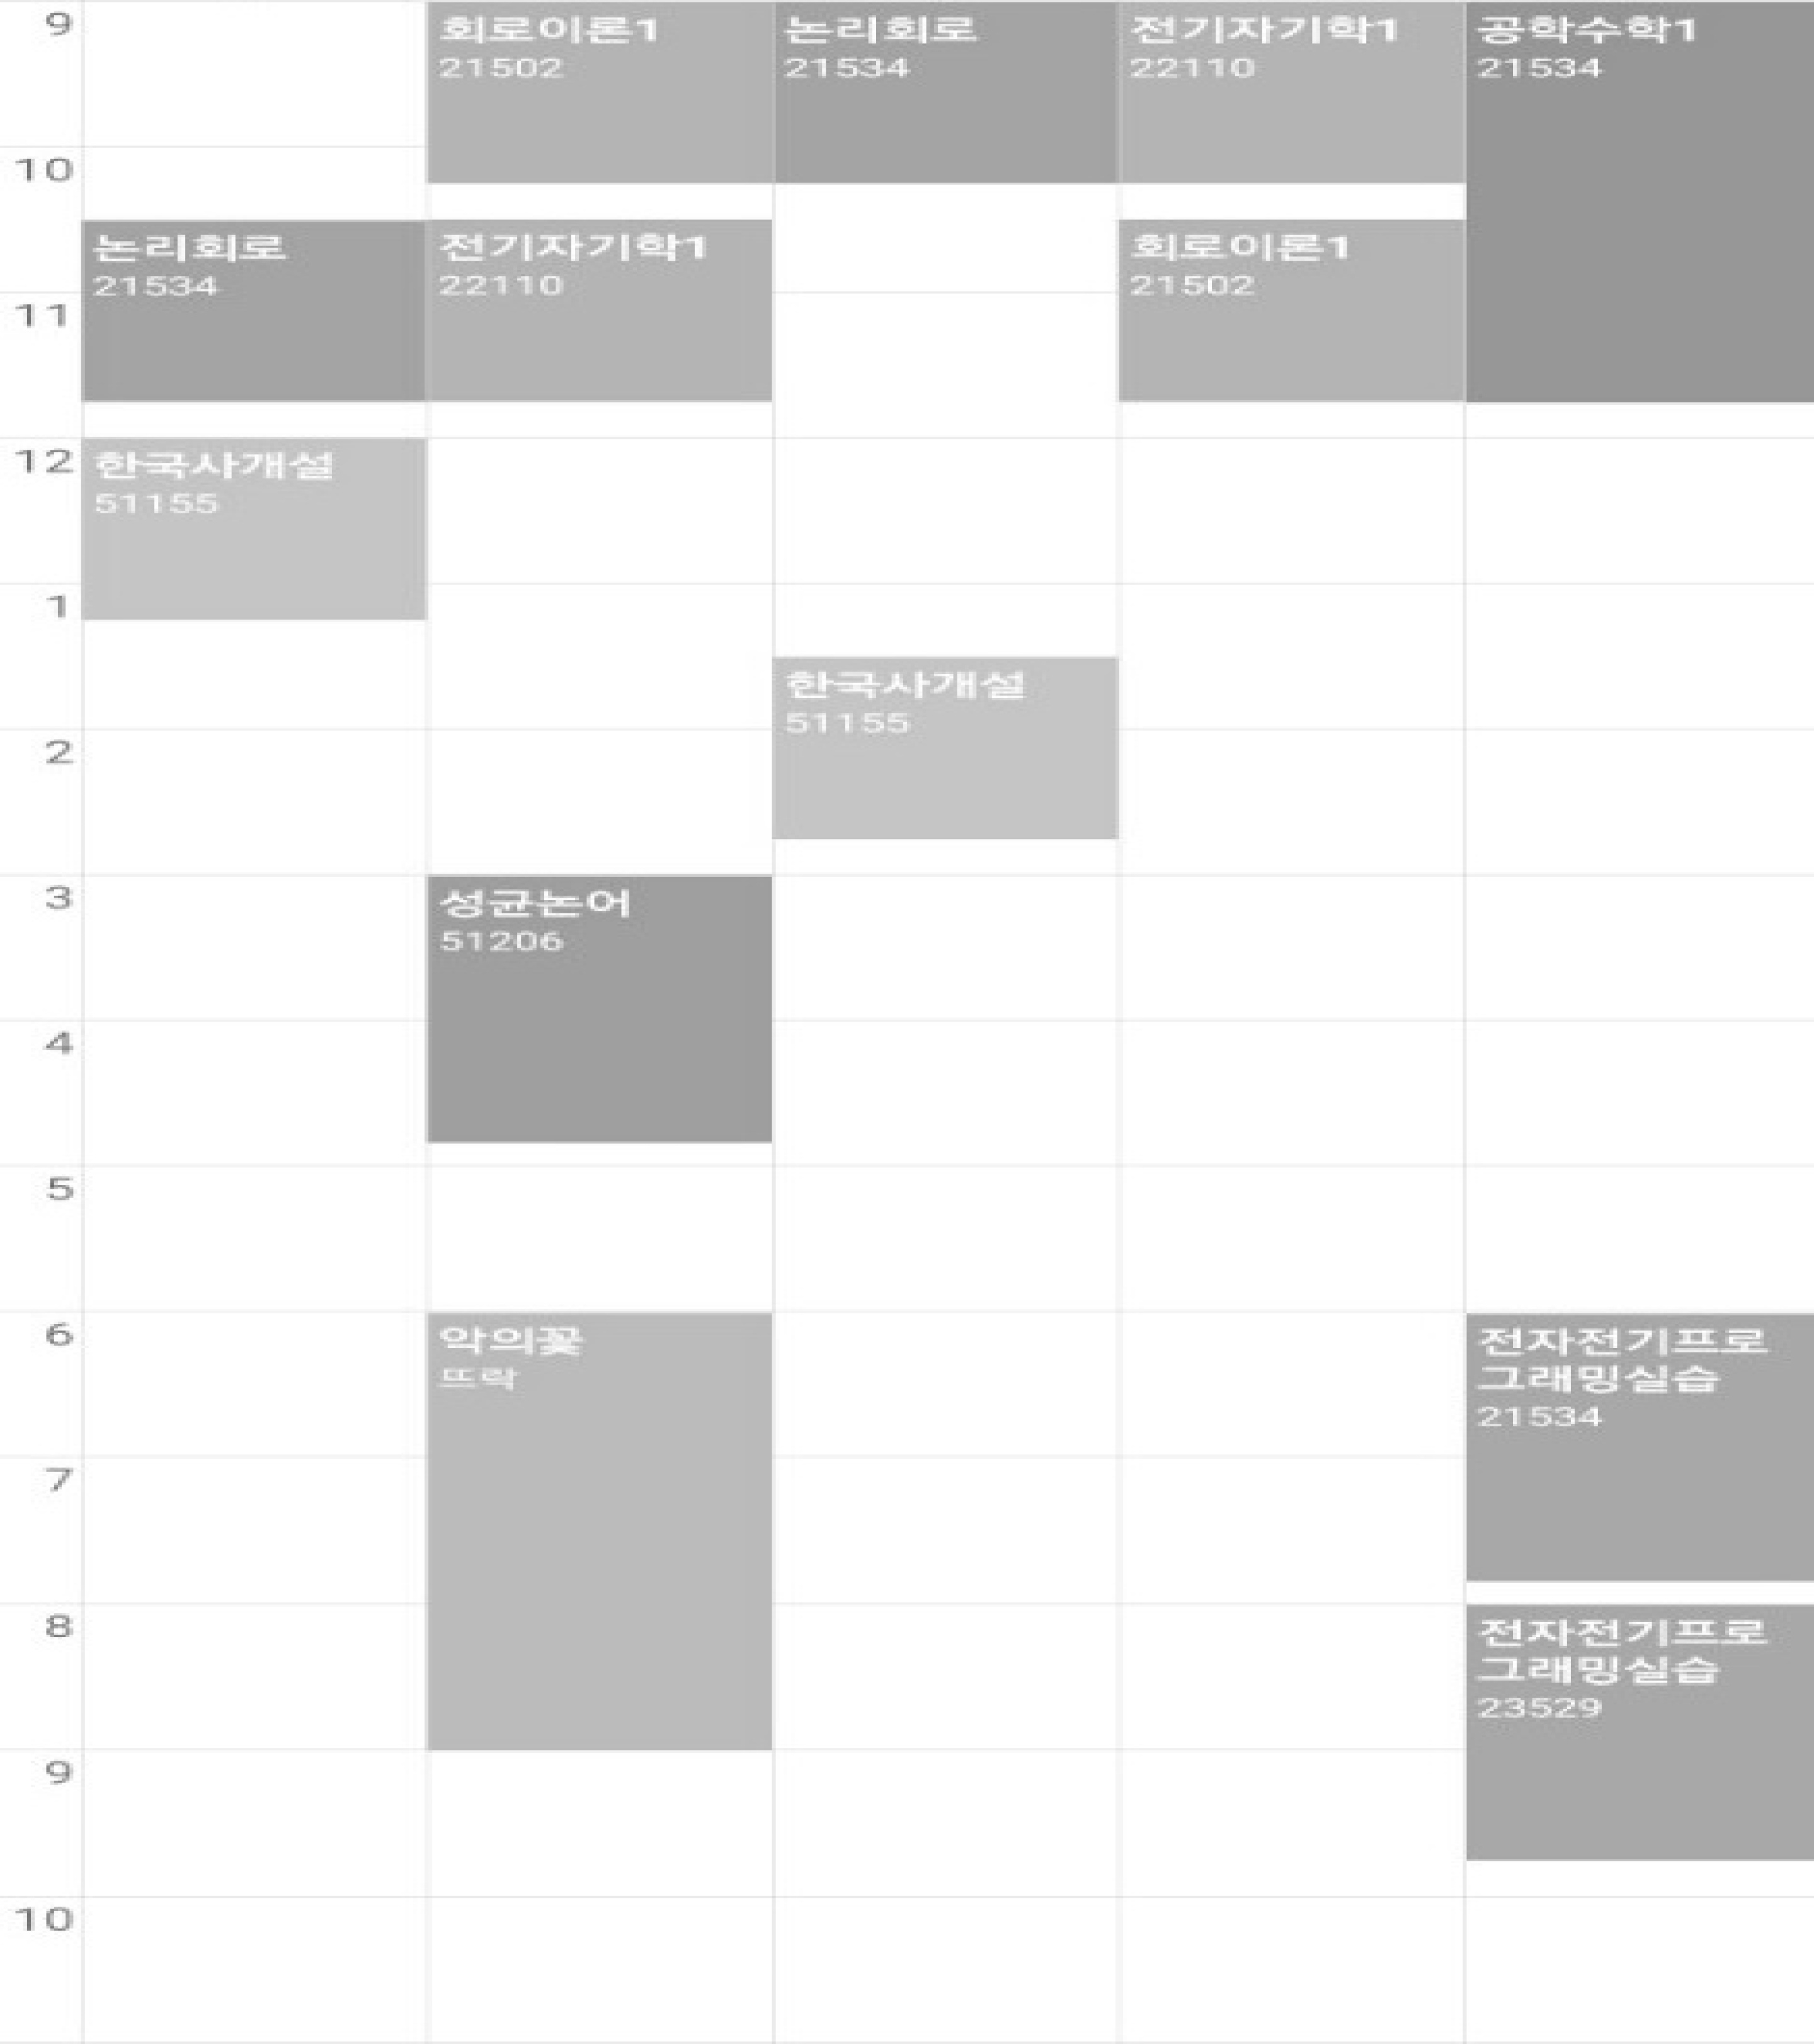 9
회로이론1
21502
논리회로
21534
전기자기학1
22110
공학수학1
21534
10
논리회로
21534
전기자기학1
22110
회로이론1
21502
11
12
한국사개설
51155
1
한국사개설
51155
2
3
성균논어
51206
4
5
6
악의꽃
뜨락
전자전기프로
그래밍실습
21534
7
8
전자전기프로
그래밍실습
23529
9
10